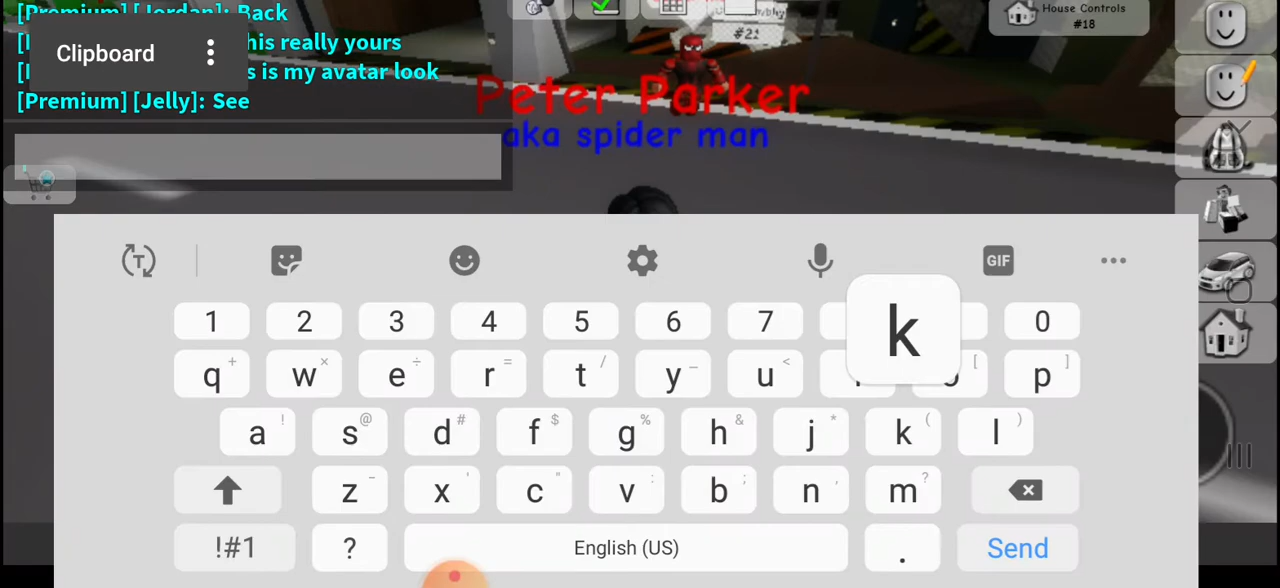 [Premium] [Jordan]: Back
his really yours
s is my avatar look
[Premium] [Jelly]: See
Clipboard
House Controls
#18
#21
Peter Parker
aka spider man
GIF
k
1 2 3 4 5 6 7 0
q + w × e ÷ r = t / y _ u < [ p ]
a ! s @ d # f $ g % h & j * k ( l )
z - x ' c " v : b ; n , m ?
!#1 ? English (US) . Send